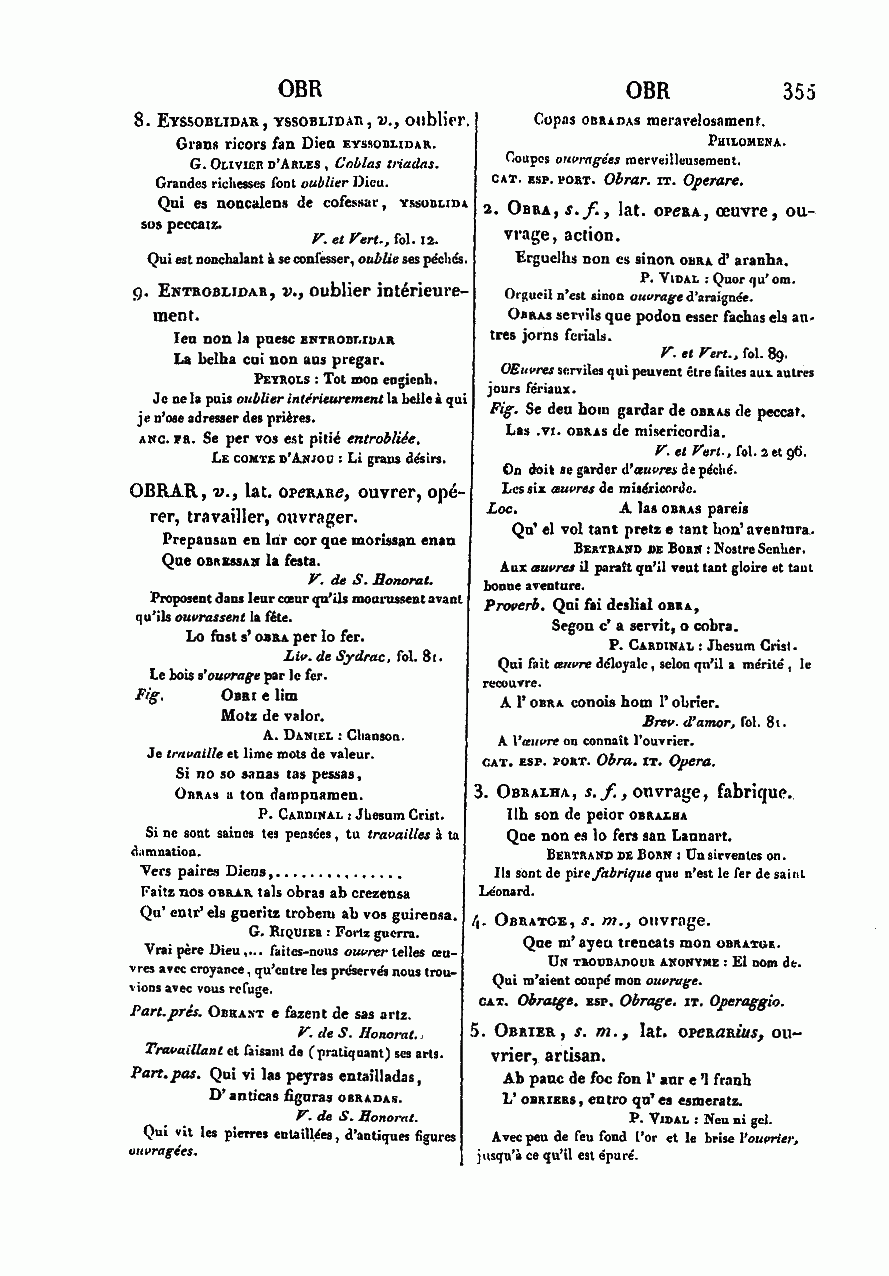 OBR
OBR 355
8. EYSSOBLIDAR, YSSOBLIDAR, v., oublier.
Grans ricors fan Dieu EYSSOBLIDAR.
G. OLIVIER D'ARLES, Coblas triadas.
Grandes richesses font oublier Dieu.
Qui es noncalens de cofessar, YSSOBLIDA
sos peccatz.
V. et Vert., fol. 12.
Qui est nonchalant à se confesser, oublie ses péchés.
9. ENTROBLIDAR, v., oublier intérieure-
ment.
Ieu non la puesc ENTROBLIDAR
La belha cui non aus pregar.
PEYROLS : Tot mon engienh.
Je ne la puis oublier intérieurement la belle à qui
je n'ose adresser des prières.
ANC. FR. Se per vos est pitié entrobliée.
LE COMTE D'ANJOU : Li grans désirs.
OBRAR, v., lat. OPERARE, ouvrer, opé-
rer, travailler, ouvrager.
Prepausan en lur cor que morissan enan
Que OBRESSAN la festa.
V. de S. Honorat.
Proposent dans leur cœur qu'ils mourussent avant
qu'ils ouvrassent la fête.
Lo fust s' OBRA per lo fer.
Liv. de Sydrac, fol. 81.
Le bois s'ouvrage par le fer.
Fig. OBRI e lim
Motz de valor.
A. DANIEL : Chanson.
Je travaille et lime mots de valeur.
Si no so sanas tas pessas,
OBRAS a ton dampnamen.
P. CARDINAL : Jhesum Crist.
Si ne sont saines tes pensées, tu travailles à ta
damnation.
Vers paires Dieus,...............
Faitz nos OBRAR tals obras ab crezensa
Qu' entr' els gueritz trobem ab vos guirensa.
G. RIQUIER : Fortz guerra.
Vrai père Dieu,... faites-nous ouvrer telles œu-
vres avec croyance, qu'entre les préservés nous trou-
vions avec vous refuge.
Part. prés. OBRANT e fazent de sas artz.
V. de S. Honorat.
Travaillant et faisant de (pratiquant) ses arts.
Part. pas. Qui vi las peyras entailladas,
D' anticas figuras OBRADAS.
V. de S. Honorat.
Qui vit les pierres entaillées, d'antiques figures
ouvragées.
Copas OBRADAS meravelosament.
PHILOMENA.
Coupes ouvragées merveilleusement.
CAT. ESP. PORT. Obrar. IT. Operare.
2. OBRA, s. f., lat. OPERA, œuvre, ou-
vrage, action.
Erguelhs non es sinon OBRA d' aranha.
P. VIDAL : Quor qu' om.
Orgueil n'est sinon ouvrage d'araignée.
OBRAS servils que podon esser fachas els au-
tres jorns ferials.
V. et Vert., fol. 89.
OEuvres serviles qui peuvent être faites aux autres
jours fériaux.
Fig. Se deu hom gardar de OBRAS de peccat.
Las .VI. OBRAS de misericordia.
V. et Vert., fol. 2 et 96.
On doit se garder d'œuvres de péché.
Les six œuvres de miséricorde.
Loc. A las OBRAS pareis
Qu' el vol tant pretz e tant bon' aventura.
BERTRAND DE BORN : Nostre Senher.
Aux œuvres il paraît qu'il veut tant gloire et tant
bonne aventure.
Proverb. Qui fai deslial OBRA,
Segon c' a servit, o cobra.
P. CARDINAL : Jhesum Crist.
Qui fait œuvre déloyale, selon qu'il a mérité, le
recouvre.
A l' OBRA conois hom l' obrier.
Brev. d'amor, fol. 81.
A l'œuvre on connaît l'ouvrier.
CAT. ESP. PORT. Obra. IT. Opera.
3. OBRALHA, s. f., ouvrage, fabrique.
Ilh son de peior OBRALHA
Que non es lo fers san Launart.
BERTRAND DE BORN : Un sirventes on.
Ils sont de pire fabrique que n'est le fer de saint
Léonard.
4. OBRATGE, s. m., ouvrage.
Que m' ayeu trencats mon OBRATGE.
UN TROUBADOUR ANONYME : El nom de.
Qui m'aient coupé mon ouvrage.
CAT. Obratge. ESP. Obrage. IT. Operaggio.
5. OBRIER, s. m., lat. OPERARIUS, ou-
vrier, artisan.
Ab pauc de foc fon l' aur e 'l franh
L' OBRIERS, entro qu' es esmeratz.
P. VIDAL : Neu ni gel.
Avec peu de feu fond l'or et le brise l'ouvrier,
jusqu'à ce qu'il est épuré.